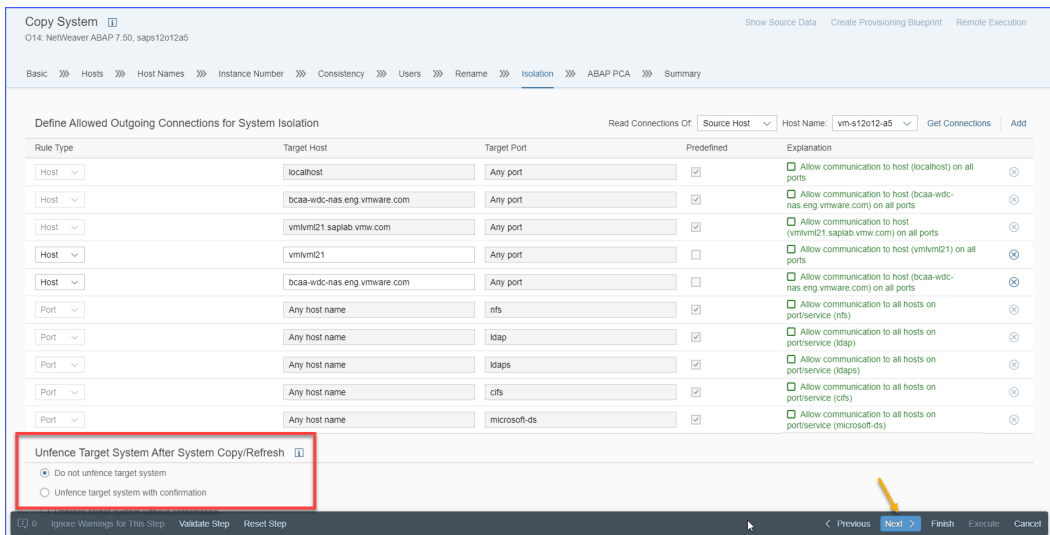 Copy System
Show Source Data Create Provisioning Blueprint Remote Execution
O14: NetWeaver ABAP 7.50, saps12o12a5
Basic Hosts Host Names Instance Number Consistency Users Rename Isolation ABAP PCA Summary
Define Allowed Outgoing Connections for System Isolation
Read Connections Of: Source Host Host Name: vm-s12o12-a5 Get Connections Add
Rule Type Target Host Target Port Predefined Explanation
Host localhost Any port Allow communication to host (localhost) on all
ports
Host bcaa-wdc-nas.eng.vmware.com Any port Allow communication to host (bcaa-wdc-
nas.eng.vmware.com) on all ports
Host vmlvml21.saplab.vmw.com Any port Allow communication to host
(vmlvml21.saplab.vmw.com) on all ports
Host vmlvml21 Any port Allow communication to host (vmlvml21) on all
ports
Host bcaa-wdc-nas.eng.vmware.com Any port Allow communication to host (bcaa-wdc-
nas.eng.vmware.com) on all ports
Port Any host name nfs Allow communication to all hosts on
port/service (nfs)
Port Any host name ldap Allow communication to all hosts on
port/service (ldap)
Port Any host name ldaps Allow communication to all hosts on
port/service (ldaps)
Port Any host name cifs Allow communication to all hosts on
port/service (cifs)
Port Any host name microsoft-ds Allow communication to all hosts on
port/service (microsoft-ds)
Unfence Target System After System Copy/Refresh
Do not unfence target system
Unfence target system with confirmation
Unfence target system without confirmation
0 Ignore Warnings for This Step Validate Step Reset Step < Previous Next > Finish Execute Cancel